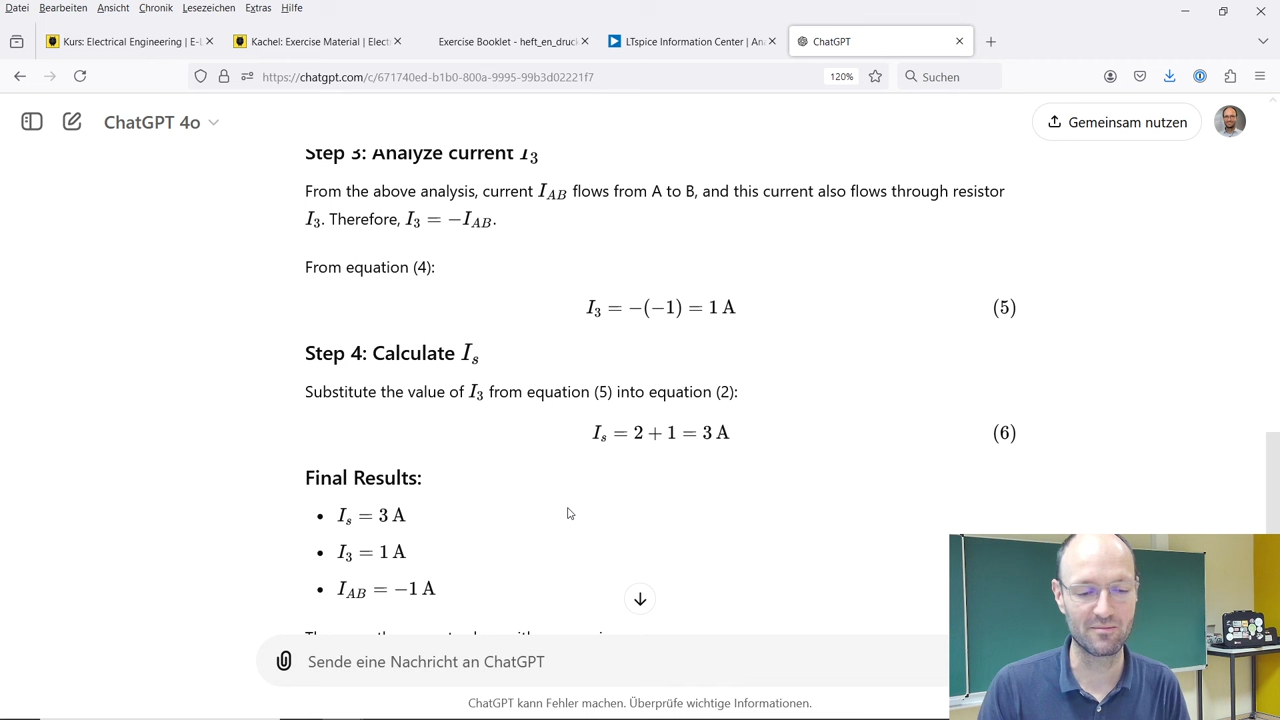 Datei Bearbeiten Ansicht Chronik Lesezeichen Extras Hilfe
Kurs: Electrical Engineering | E-
Kachel: Exercise Material | Elect
Exercise Booklet - heft_en_druc
LTspice Information Center | An
ChatGPT
https://chatgpt.com/c/671740ed-b1b0-800a-9995-99b3d02221f7
120%
Suchen
ChatGPT 4o
Gemeinsam nutzen
Step 3: Analyze current I₃
From the above analysis, current I_AB flows from A to B, and this current also flows through resistor
I₃. Therefore, I₃ = −I_AB.
From equation (4):
I₃ = −(−1) = 1 A (5)
Step 4: Calculate Iₛ
Substitute the value of I₃ from equation (5) into equation (2):
Iₛ = 2 + 1 = 3 A (6)
Final Results:
• Iₛ = 3 A
• I₃ = 1 A
• I_AB = −1 A
Sende eine Nachricht an ChatGPT
ChatGPT kann Fehler machen. Überprüfe wichtige Informationen.